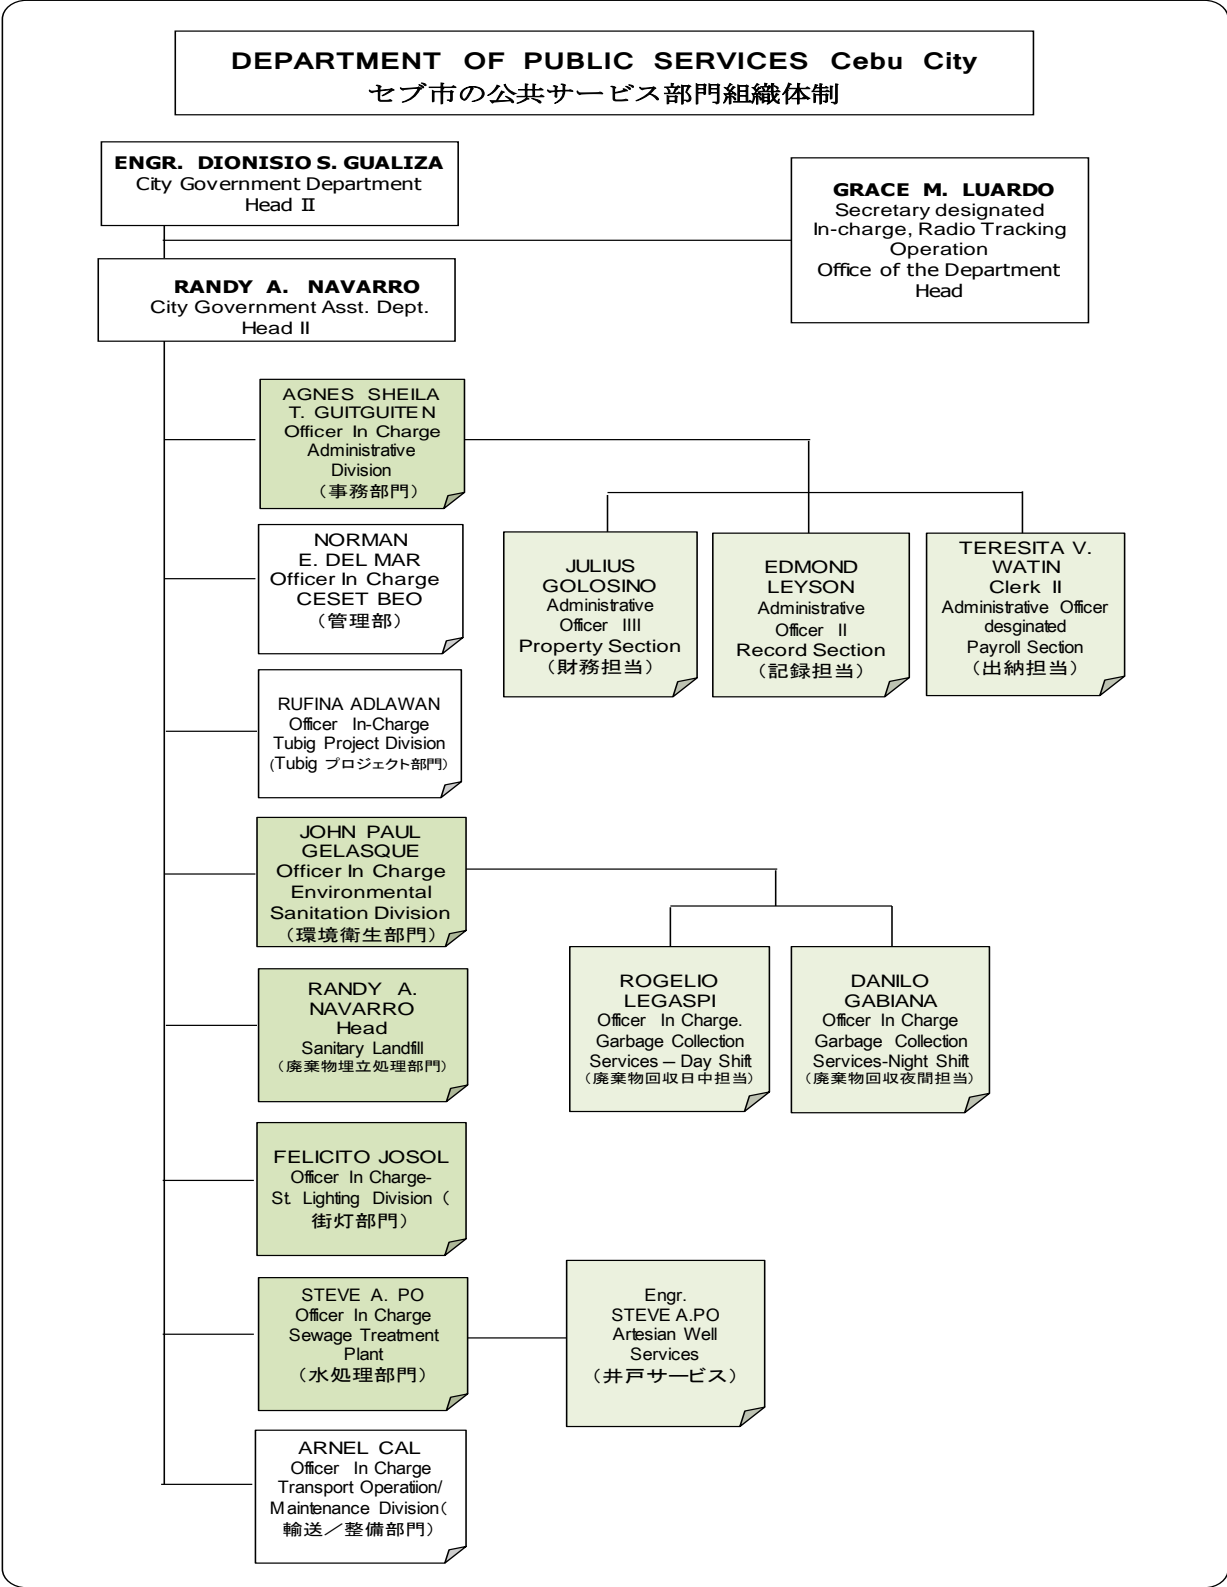 DEPARTMENT OF PUBLIC SERVICES Cebu City
セブ市の公共サービス部門組織体制
ENGR. DIONISIO S. GUALIZA
City Government Department
Head II
GRACE M. LUARDO
Secretary designated
In-charge, Radio Tracking
Operation
Office of the Department
Head
RANDY A. NAVARRO
City Government Asst. Dept.
Head II
AGNES SHEILA
T. GUITGUITEN
Officer In Charge
Administrative
Division
（事務部門）
NORMAN
E. DEL MAR
Officer In Charge
CESET BEO
（管理部）
JULIUS
GOLOSINO
Administrative
Officer IIII
Property Section
（財務担当）
EDMOND
LEYSON
Administrative
Officer II
Record Section
（記録担当）
TERESITA V.
WATIN
Clerk II
Administrative Officer
desginated
Payroll Section
（出納担当）
RUFINA ADLAWAN
Officer In-Charge
Tubig Project Division
(Tubig プロジェクト部門）
JOHN PAUL
GELASQUE
Officer In Charge
Environmental
Sanitation Division
（環境衛生部門）
ROGELIO
LEGASPI
Officer In Charge.
Garbage Collection
Services – Day Shift
（廃棄物回収日中担当）
DANILO
GABIANA
Officer In Charge
Garbage Collection
Services-Night Shift
（廃棄物回収夜間担当）
RANDY A.
NAVARRO
Head
Sanitary Landfill
（廃棄物埋立処理部門）
FELICITO JOSOL
Officer In Charge-
St. Lighting Division（
街灯部門）
STEVE A. PO
Officer In Charge
Sewage Treatment
Plant
（水処理部門）
Engr.
STEVE A.PO
Artesian Well
Services
（井戸サービス）
ARNEL CAL
Officer In Charge
Transport Operatiion/
Maintenance Division（
輸送／整備部門）